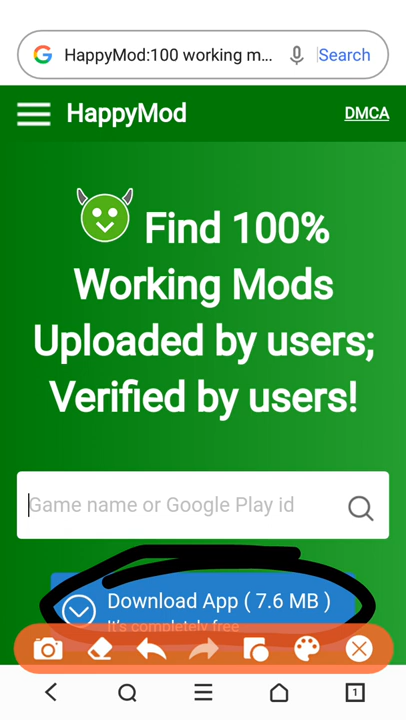 HappyMod:100 working m...
Search
HappyMod
DMCA
Find 100%
Working Mods
Uploaded by users;
Verified by users!
Game name or Google Play id
Download App ( 7.6 MB )
It's completely free
1